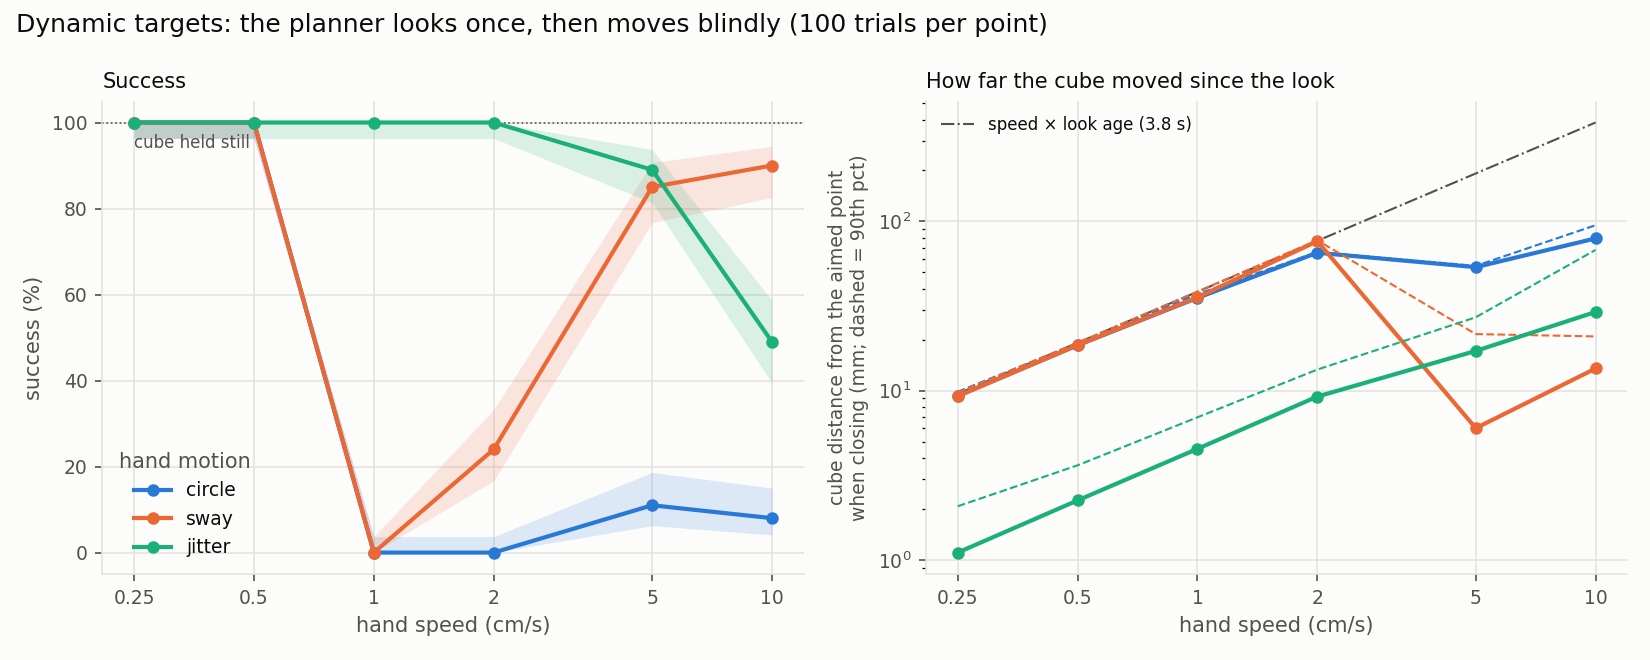 Dynamic targets: the planner looks once, then moves blindly (100 trials per point)
Success
success (%)
100
80
60
40
20
0
cube held still
hand motion
circle
sway
jitter
0.25
0.5
1
2
5
10
hand speed (cm/s)
How far the cube moved since the look
speed × look age (3.8 s)
cube distance from the aimed point
when closing (mm; dashed = 90th pct)
10²
10¹
10⁰
0.25
0.5
1
2
5
10
hand speed (cm/s)